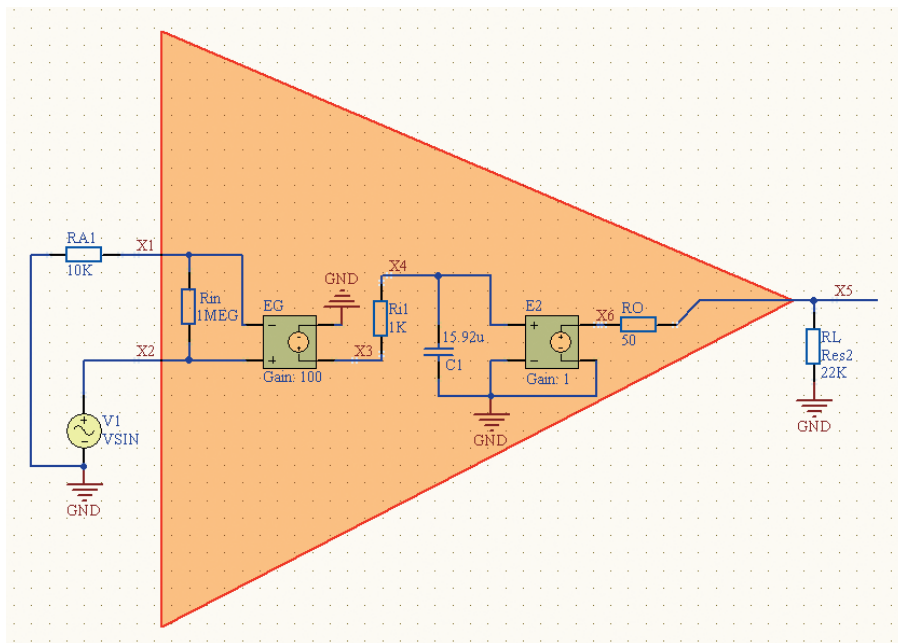 RA1
10K
X1
Rin
1MEG
X2
V1
VSIN
GND
EG
Gain: 100
GND
X3
X4
Ri1
1K
15.92u
C1
E2
Gain: 1
GND
X6
RO
50
X5
RL
Res2
22K
GND